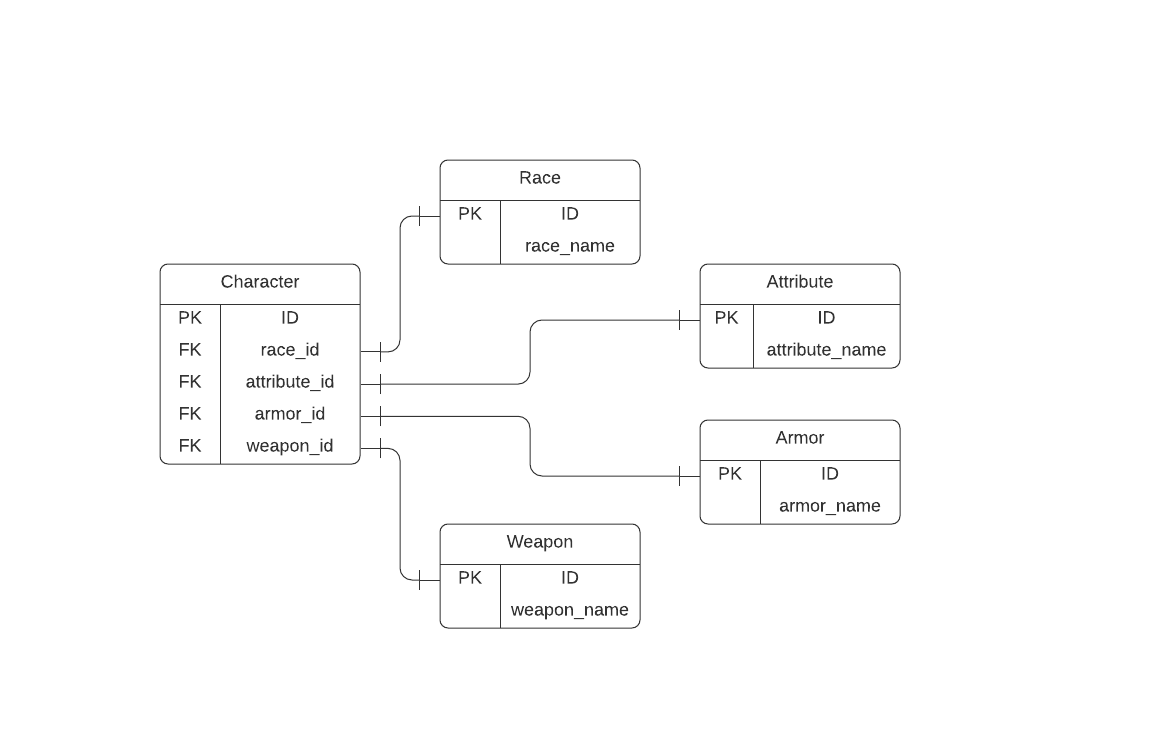 Race
PK ID
race_name
Character
PK ID
FK race_id
FK attribute_id
FK armor_id
FK weapon_id
Attribute
PK ID
attribute_name
Armor
PK ID
armor_name
Weapon
PK ID
weapon_name